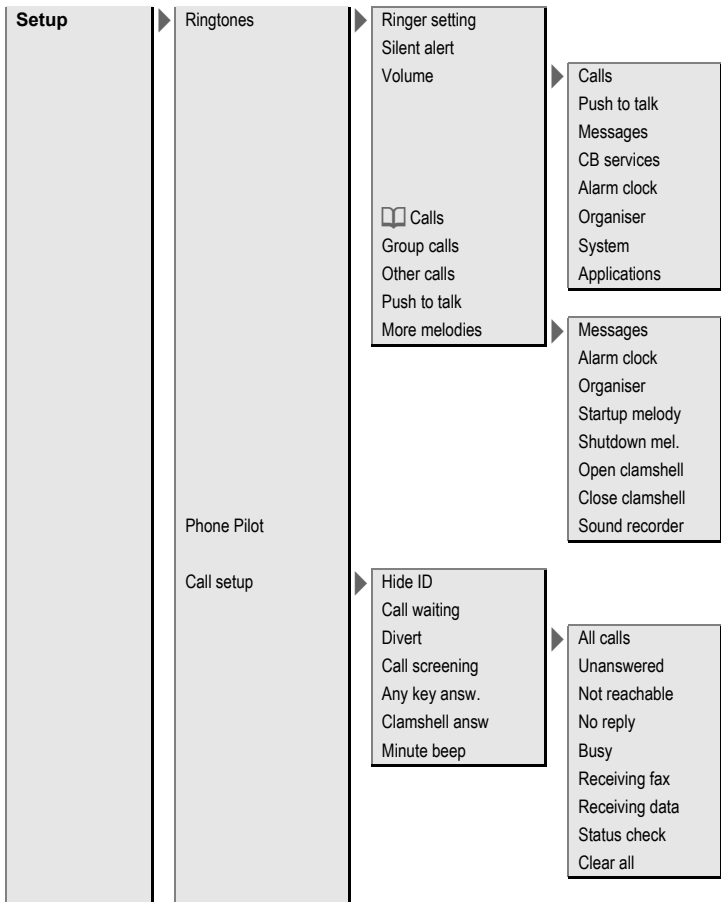 Setup
Ringtones
Ringer setting
Silent alert
Volume
Calls
Push to talk
Messages
CB services
Alarm clock
Organiser
System
Applications
Calls
Group calls
Other calls
Push to talk
More melodies
Messages
Alarm clock
Organiser
Startup melody
Shutdown mel.
Open clamshell
Close clamshell
Sound recorder
Phone Pilot
Call setup
Hide ID
Call waiting
Divert
All calls
Unanswered
Not reachable
No reply
Busy
Receiving fax
Receiving data
Status check
Clear all
Call screening
Any key answ.
Clamshell answ
Minute beep